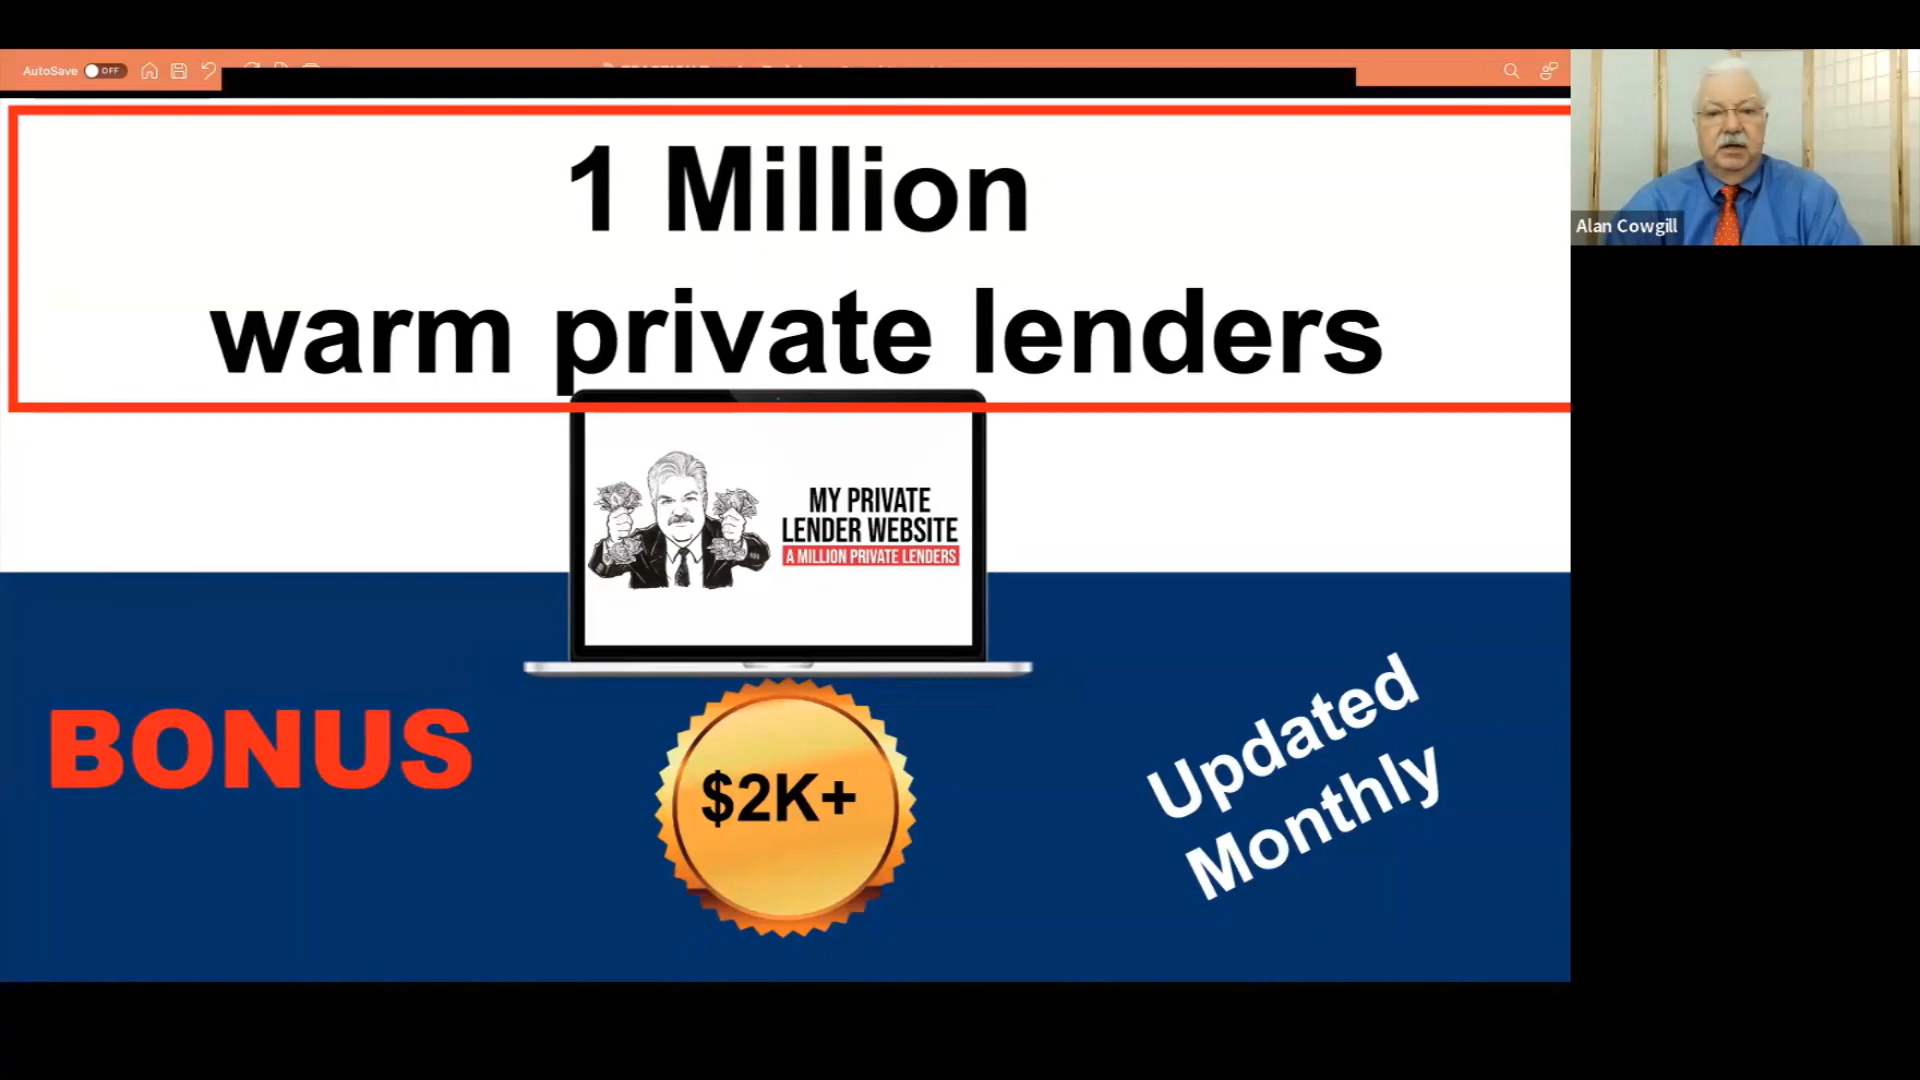 AutoSave OFF
1 Million
warm private lenders
Alan Cowgill
MY PRIVATE
LENDER WEBSITE
A MILLION PRIVATE LENDERS
BONUS
$2K+
Updated
Monthly